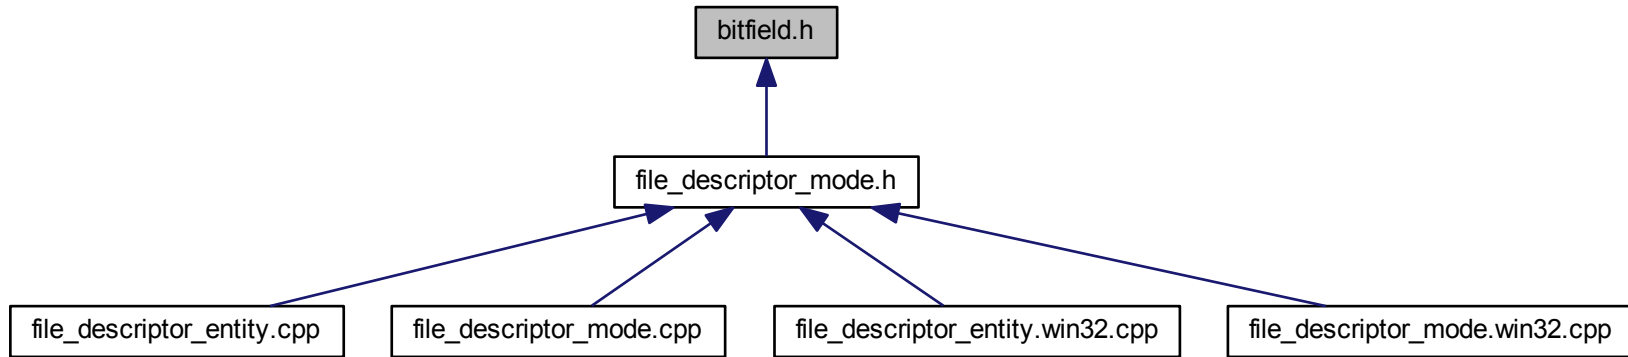 bitfield.h
file_descriptor_mode.h
file_descriptor_entity.cpp
file_descriptor_mode.cpp
file_descriptor_entity.win32.cpp
file_descriptor_mode.win32.cpp